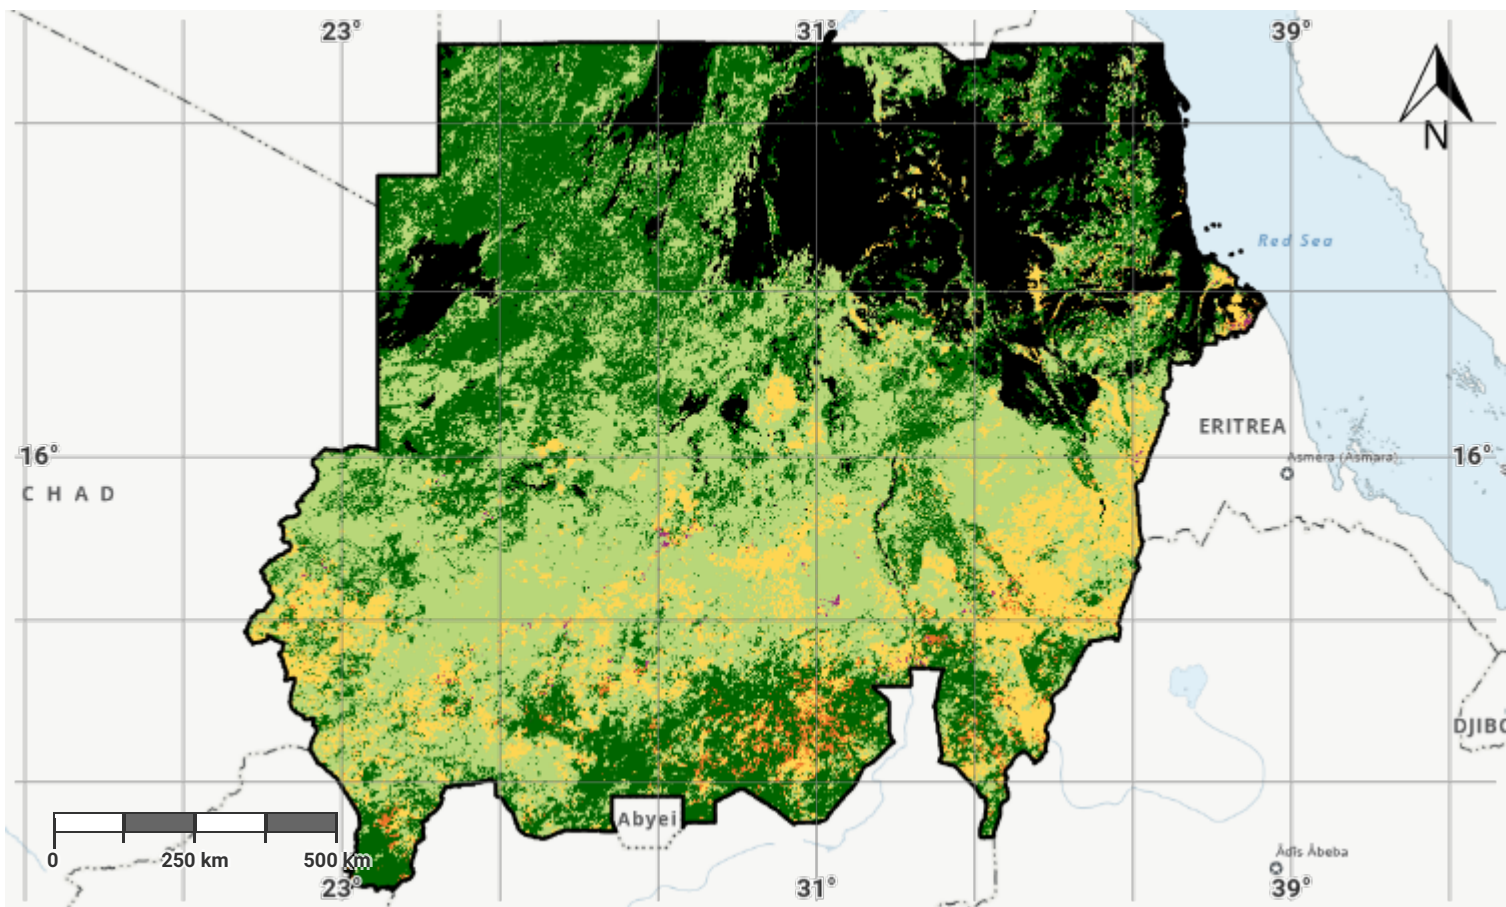 23° 31° 39°
N
Red Sea
ERITREA
16° 16°
Asmera (Asmara)
CHAD
DJIBO
Abyei
0 250 km 500 km
Ādīs Ābeba
23° 31° 39°